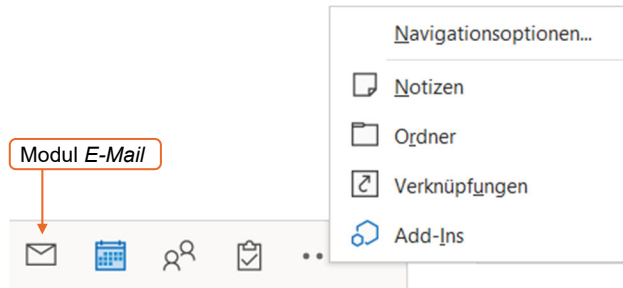 Navigationsoptionen...
Notizen
Ordner
Verknüpfungen
Add-Ins
Modul E-Mail